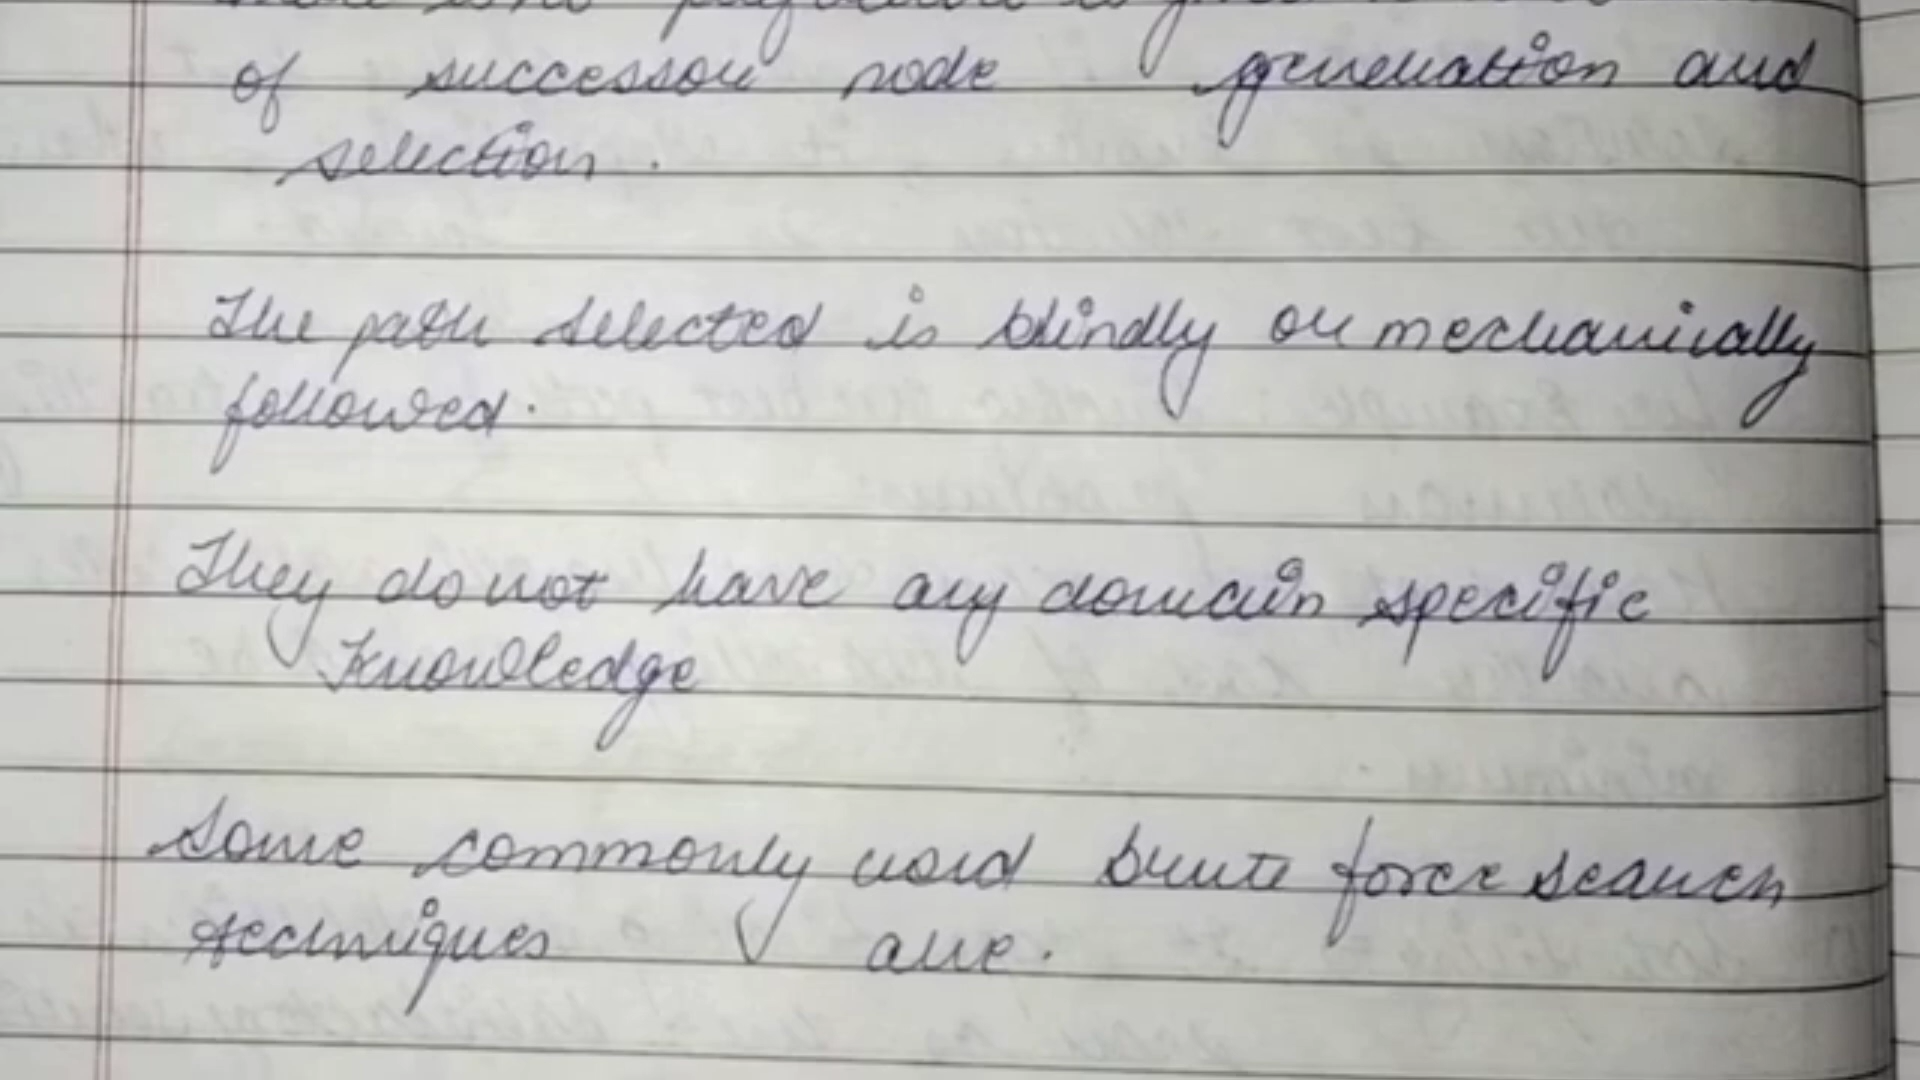 of successor node generation and
selection.
The path selected is blindly or mechanically
followed.
They do not have any domain specific
Knowledge
Some commonly used brute force search
techniques are.